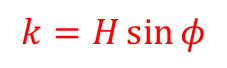 k = H sin ϕ